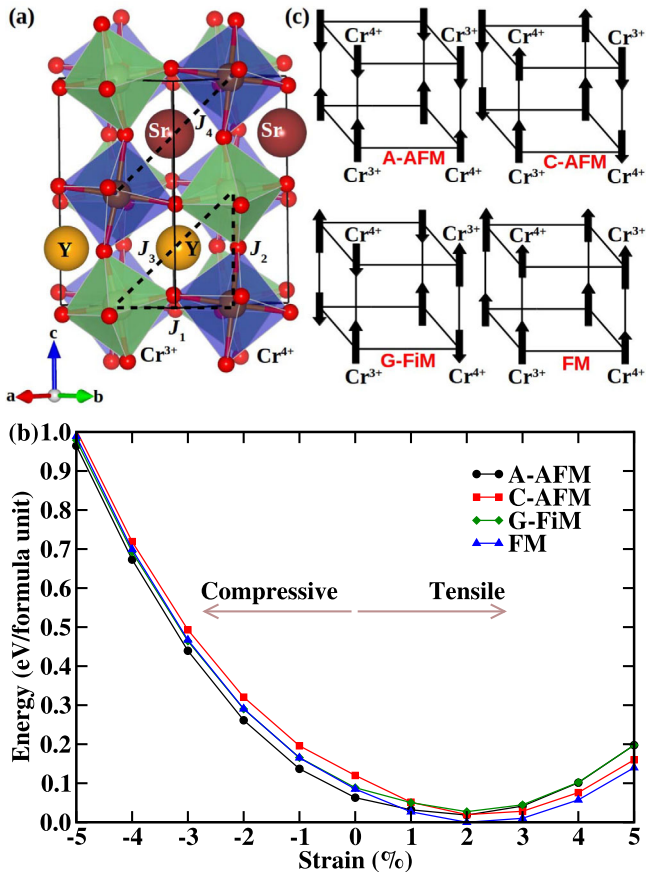 (a)
Sr
Sr
J4
Y
Y
J3
J2
J1
Cr3+
Cr4+
c
a
b
(c)
Cr4+
Cr3+
Cr3+
Cr4+
A-AFM
Cr4+
Cr3+
Cr3+
Cr4+
C-AFM
Cr4+
Cr3+
Cr3+
Cr4+
G-FiM
Cr4+
Cr3+
Cr3+
Cr4+
FM
(b)
1.0
0.9
0.8
0.7
0.6
0.5
0.4
0.3
0.2
0.1
0.0
Energy (eV/formula unit)
A-AFM
C-AFM
G-FiM
FM
Compressive
Tensile
-5 -4 -3 -2 -1 0 1 2 3 4 5
Strain (%)